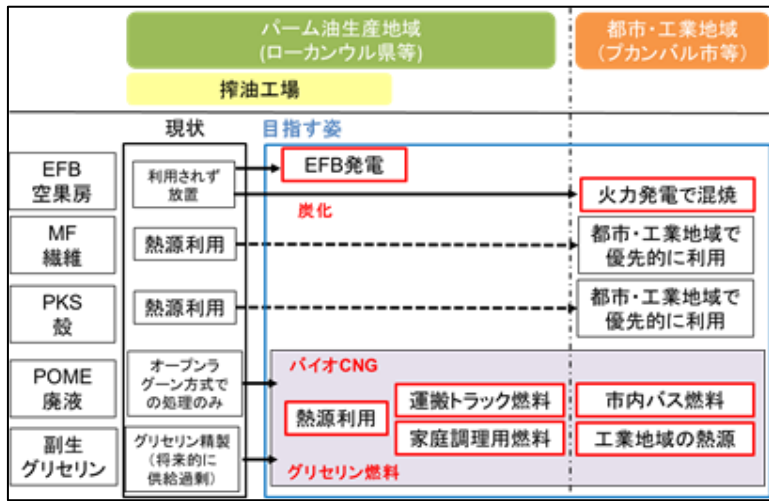 パーム油生産地域
(ローカンウル県等)
都市・工業地域
(プカンバル市等)
搾油工場
現状
目指す姿
EFB
空果房
利用されず
放置
EFB発電
炭化
火力発電で混焼
MF
繊維
熱源利用
都市・工業地域で
優先的に利用
PKS
殻
熱源利用
都市・工業地域で
優先的に利用
POME
廃液
オープンラ
グーン方式で
の処理のみ
バイオCNG
熱源利用
運搬トラック燃料
市内バス燃料
副生
グリセリン
グリセリン精製
(将来的に
供給過剰)
家庭調理用燃料
工業地域の熱源
グリセリン燃料